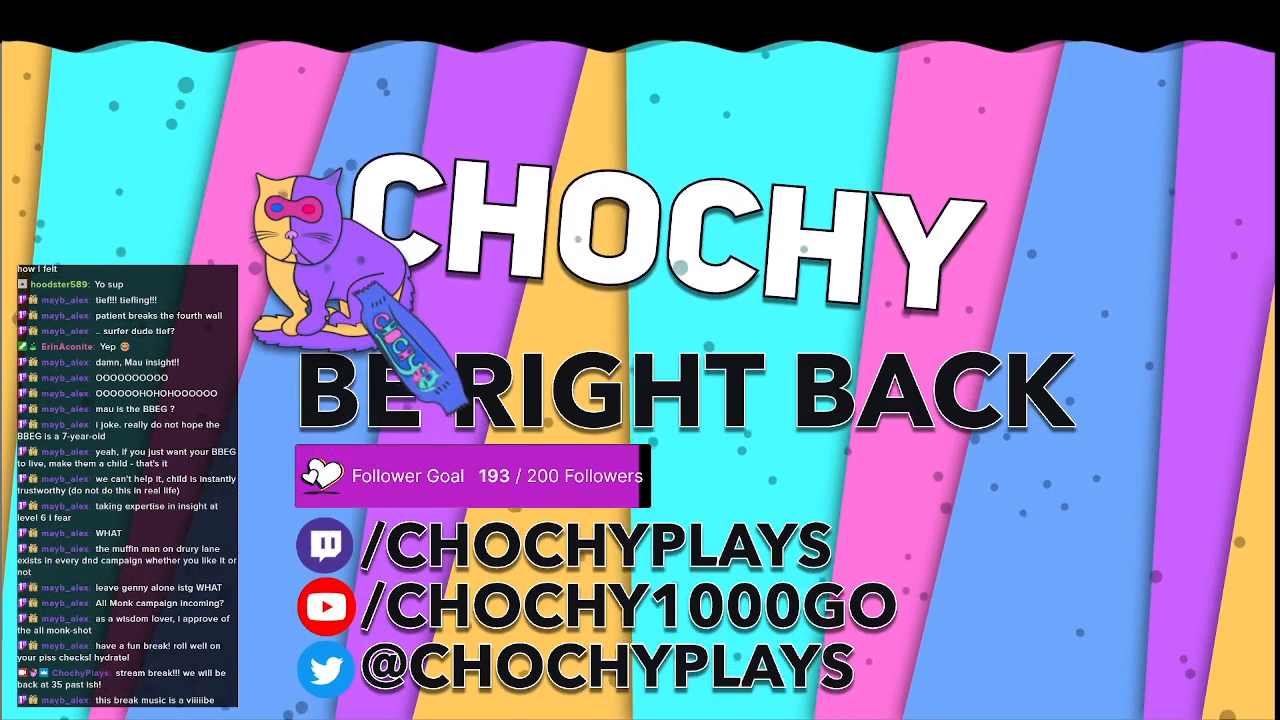 CHOCHY
CHOCHY
BE RIGHT BACK
Follower Goal 193 / 200 Followers
/CHOCHYPLAYS
/CHOCHY1000GO
@CHOCHYPLAYS
how I felt
hoodster589: Yo sup
mayb_alex: tief!!! tiefling!!!
mayb_alex: patient breaks the fourth wall
mayb_alex: .. surfer dude tief?
ErinAconite: Yep
mayb_alex: damn, Mau insight!!
mayb_alex: OOOOOOOOOO
mayb_alex: OOOOOOHOHOHOOOOOO
mayb_alex: mau is the BBEG ?
mayb_alex: i joke. really do not hope the
BBEG is a 7-year-old
mayb_alex: yeah, if you just want your BBEG
to live, make them a child - that's it
mayb_alex: we can't help it, child is instantly
trustworthy (do not do this in real life)
mayb_alex: taking expertise in insight at
level 6 I fear
mayb_alex: WHAT
mayb_alex: the muffin man on drury lane
exists in every dnd campaign whether you like it or
not
mayb_alex: leave genny alone istg WHAT
mayb_alex: All Monk campaign incoming?
mayb_alex: as a wisdom lover, i approve of
the all monk-shot
mayb_alex: have a fun break! roll well on
your piss checks! hydrate!
ChochyPlays: stream break!!! we will be
back at 35 past ish!
mayb_alex: this break music is a viiiiibe